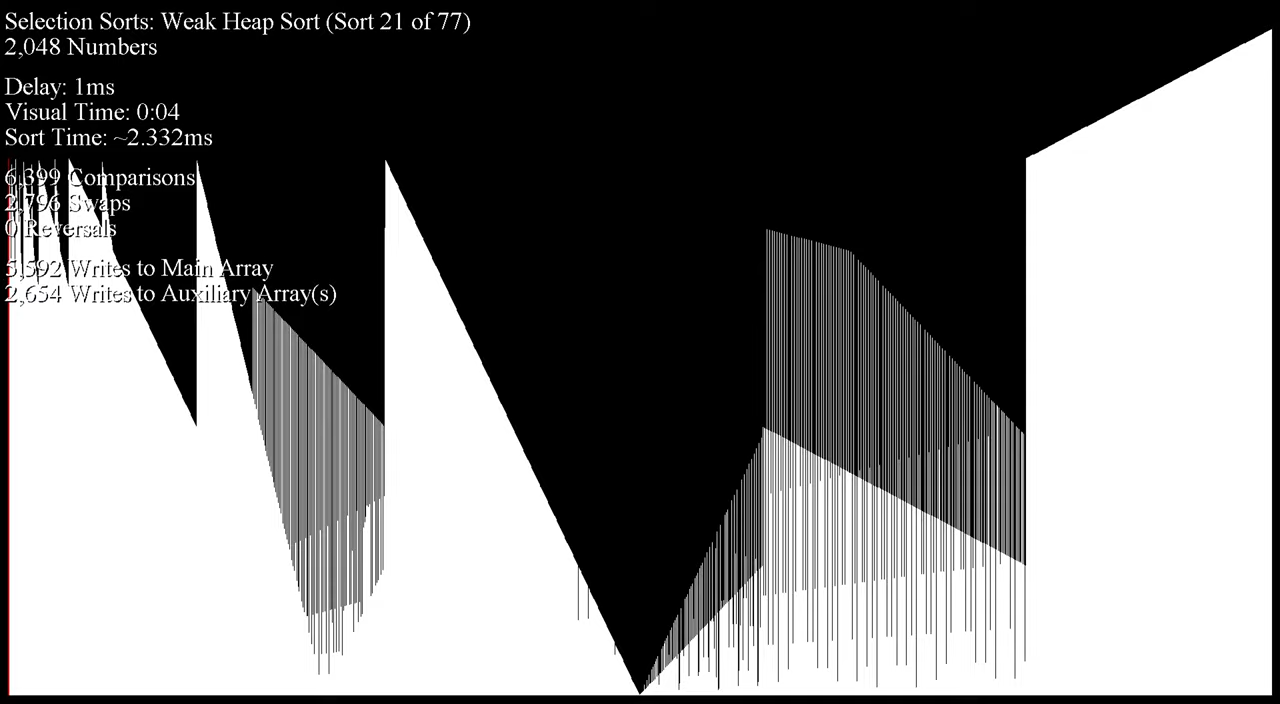 Selection Sorts: Weak Heap Sort (Sort 21 of 77)
2,048 Numbers
Delay: 1ms
Visual Time: 0:04
Sort Time: ~2.332ms
6,399 Comparisons
2,796 Swaps
0 Reversals
5,592 Writes to Main Array
2,654 Writes to Auxiliary Array(s)